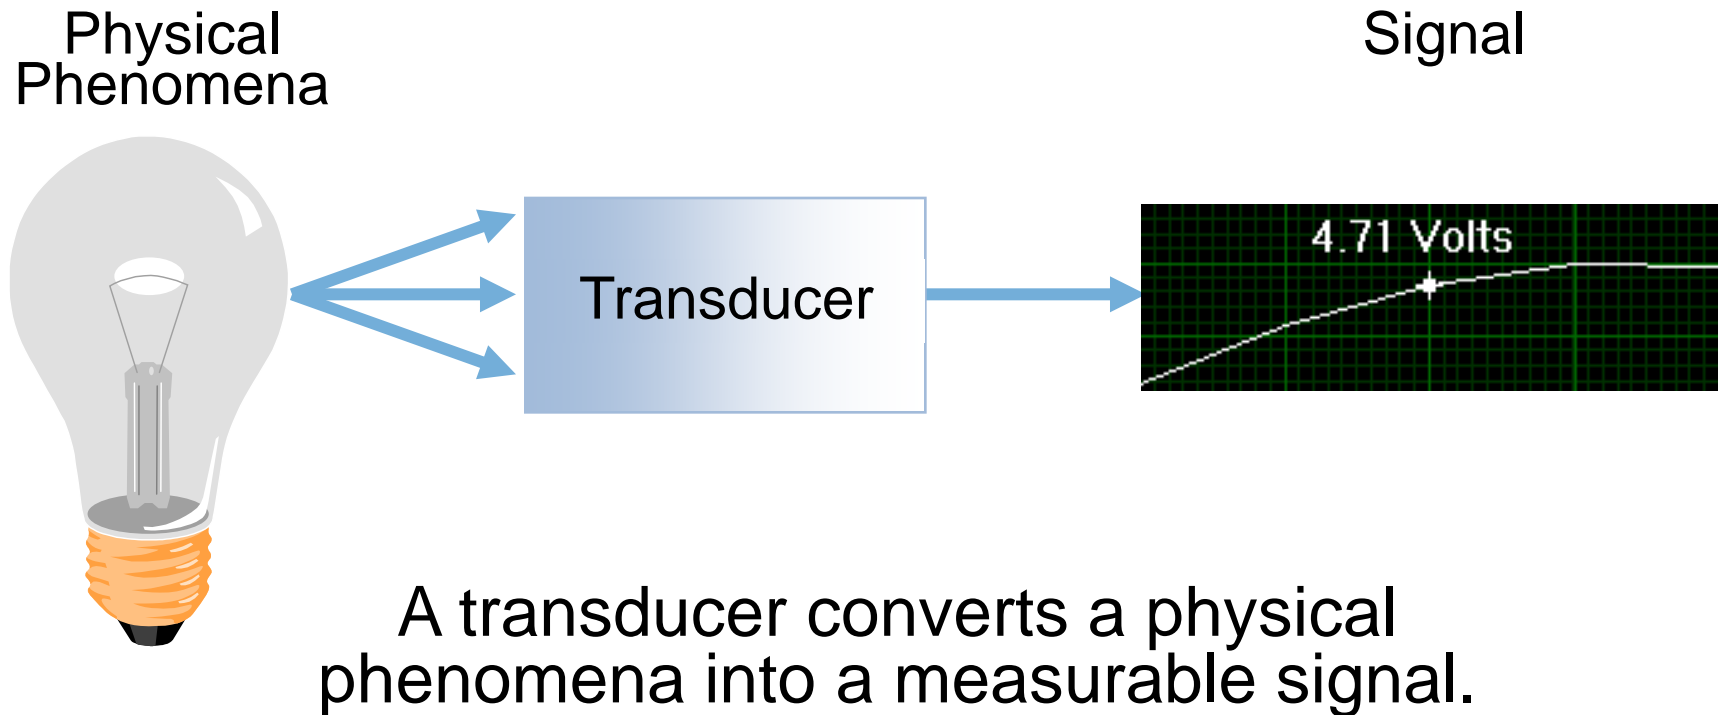 Physical
Phenomena
Signal
4.71 Volts
Transducer
A transducer converts a physical
phenomena into a measurable signal.